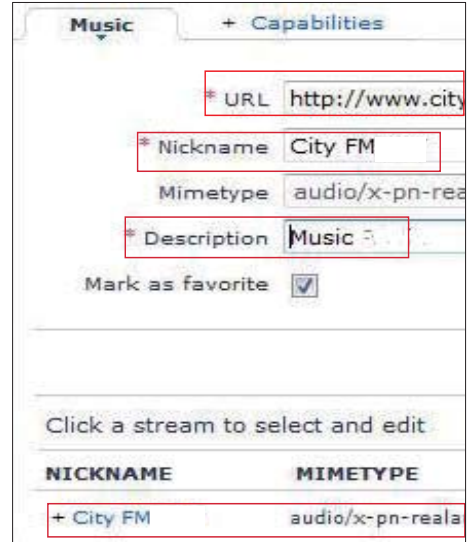 Music + Capabilities
* URL http://www.city
* Nickname City FM
Mimetype audio/x-pn-rea
* Description Music
Mark as favorite
Click a stream to select and edit
NICKNAME MIMETYPE
+ City FM audio/x-pn-reala